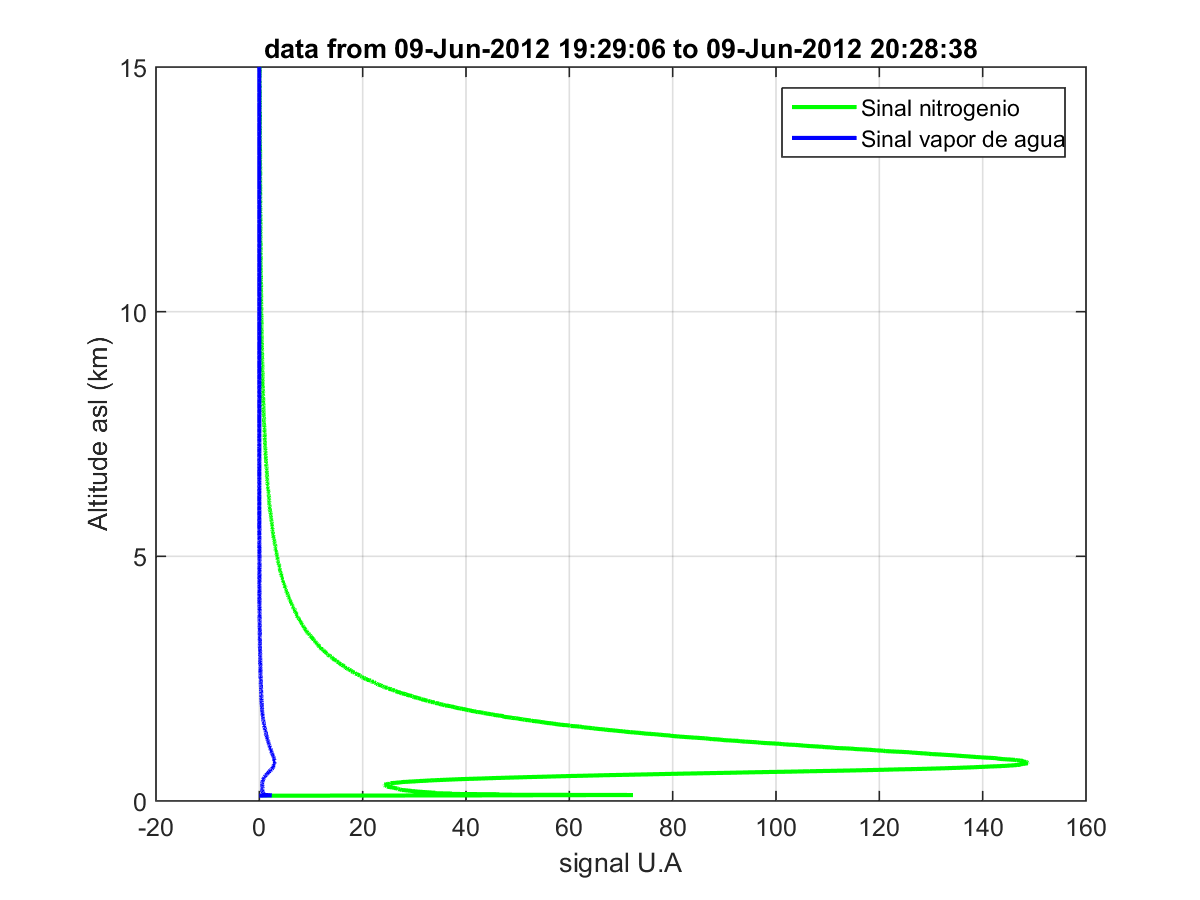 data from 09-Jun-2012 19:29:06 to 09-Jun-2012 20:28:38
Sinal nitrogenio
Sinal vapor de agua
15
10
5
0
Altitude asl (km)
-20 0 20 40 60 80 100 120 140 160
signal U.A